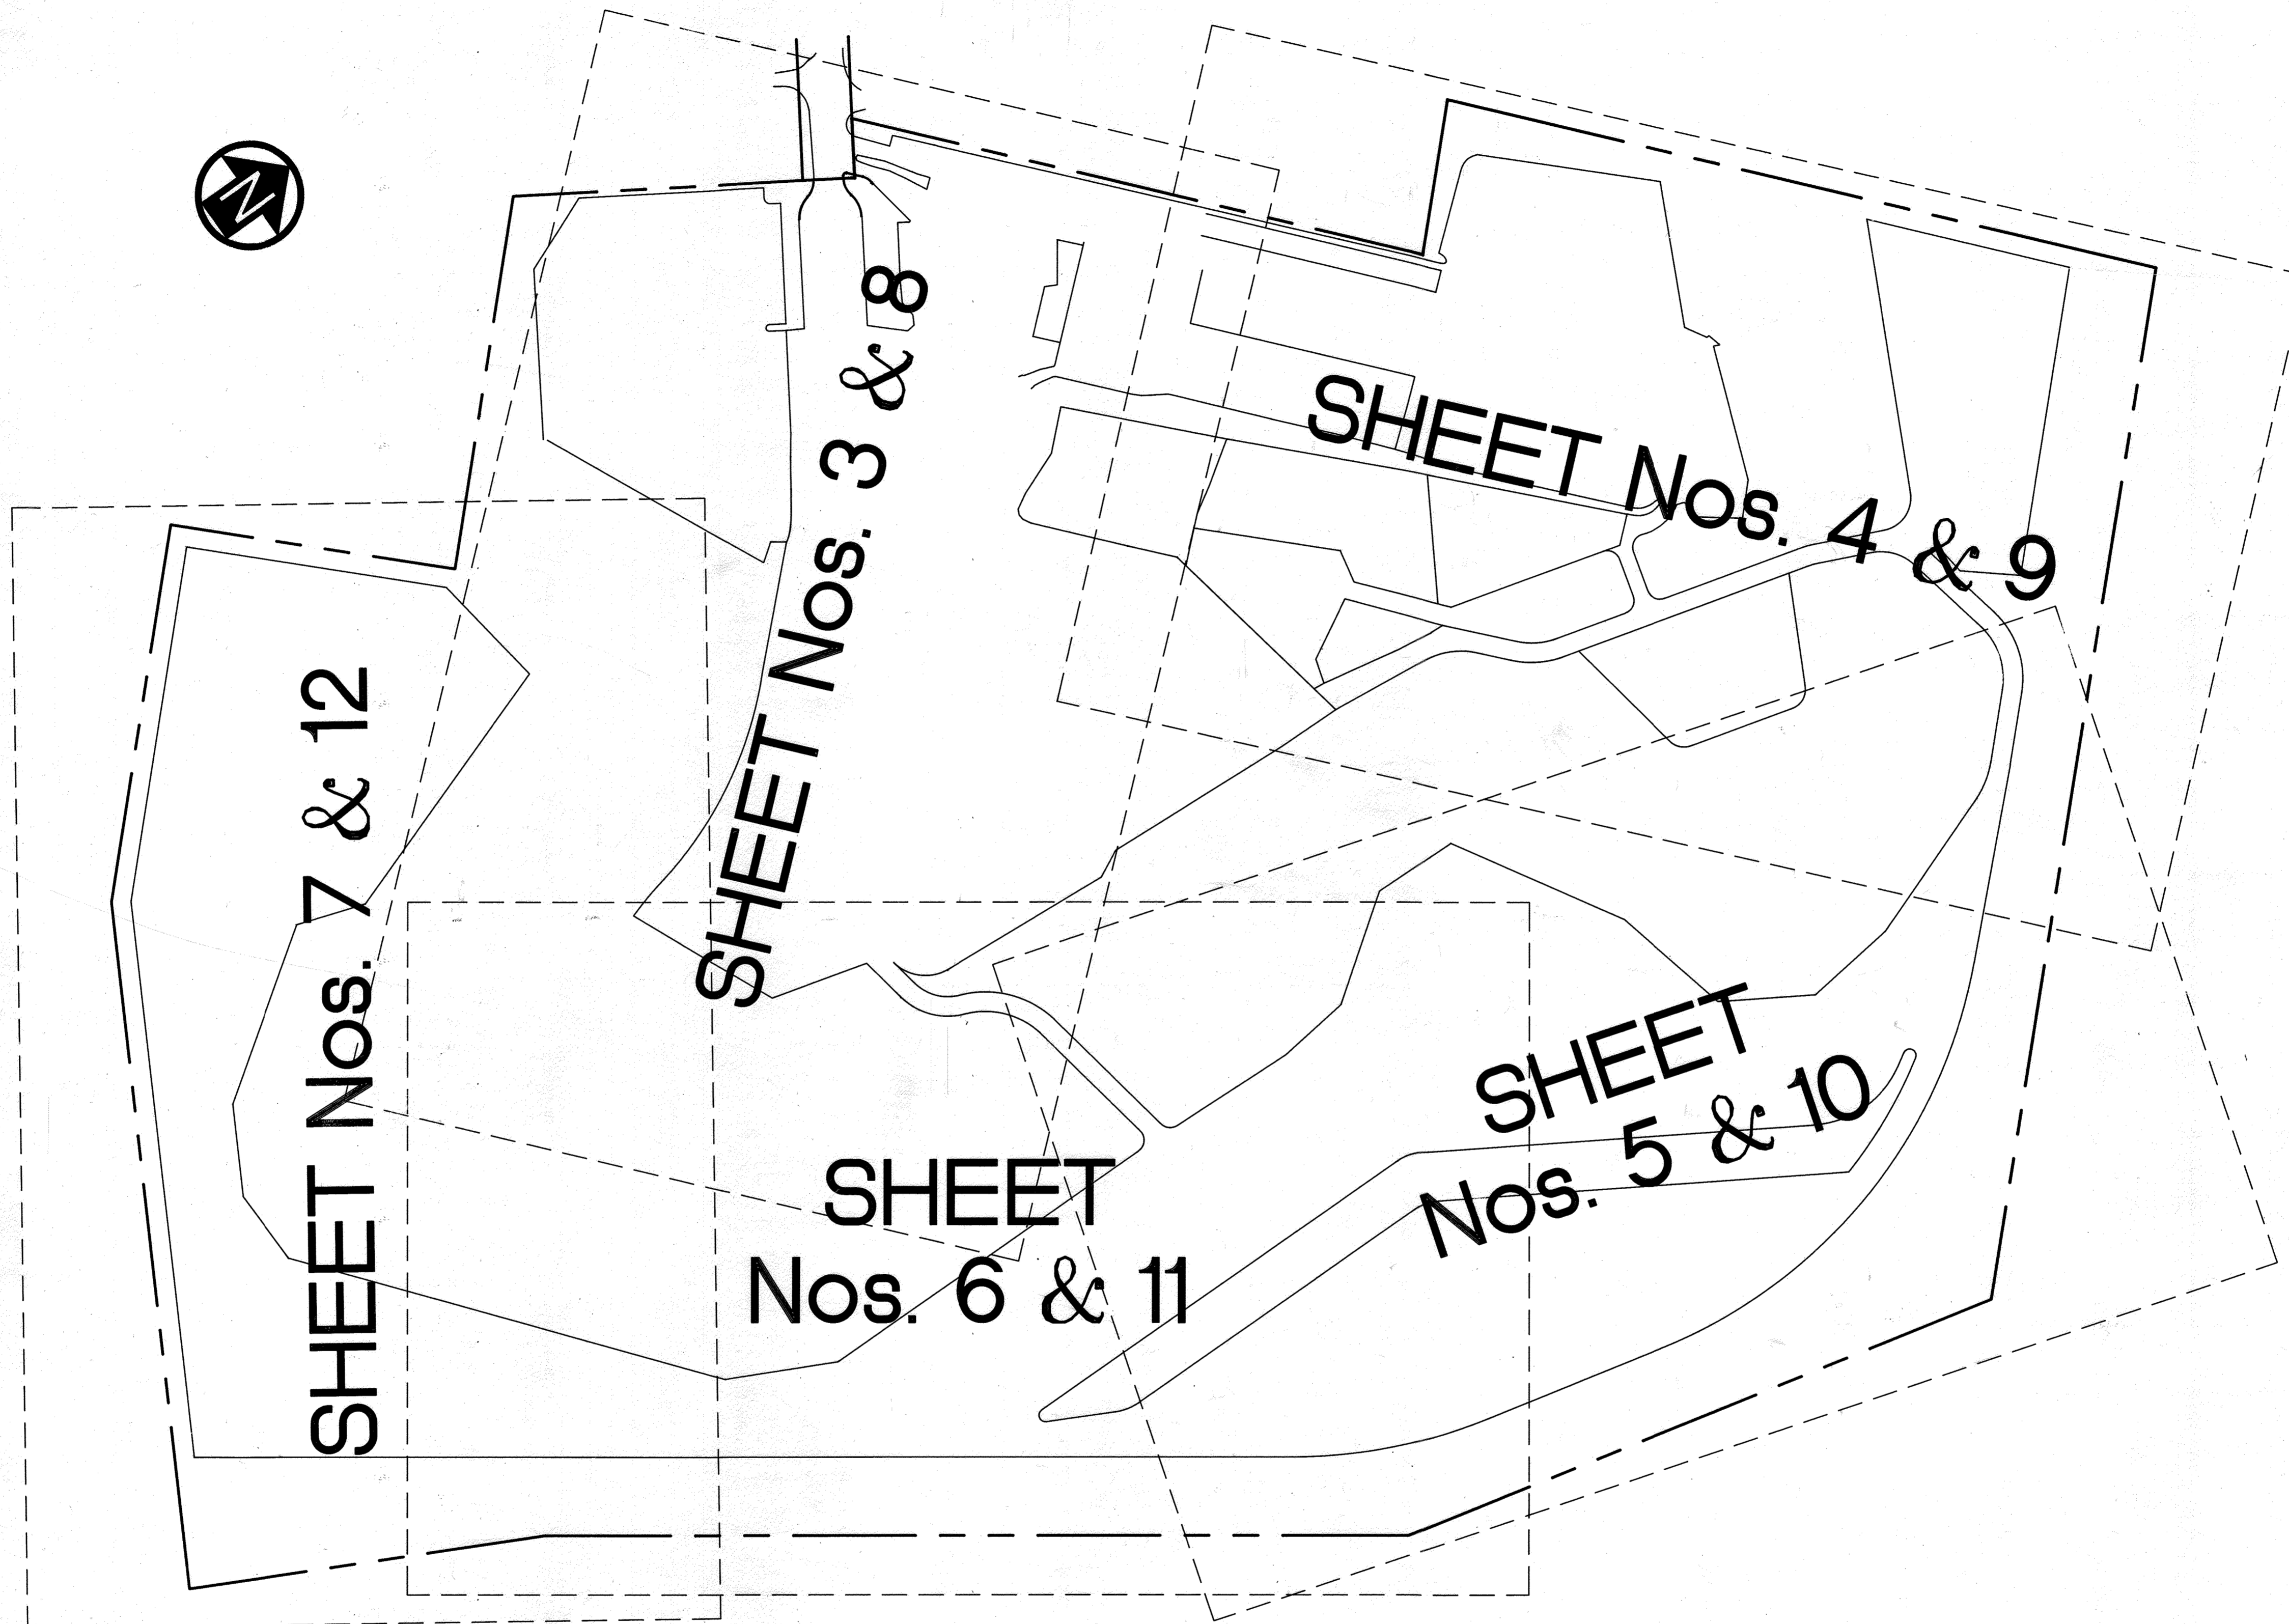 N
SHEET Nos. 3 & 8
SHEET Nos. 4 & 9
SHEET Nos. 7 & 12
SHEET
Nos. 5 & 10
SHEET
Nos. 6 & 11